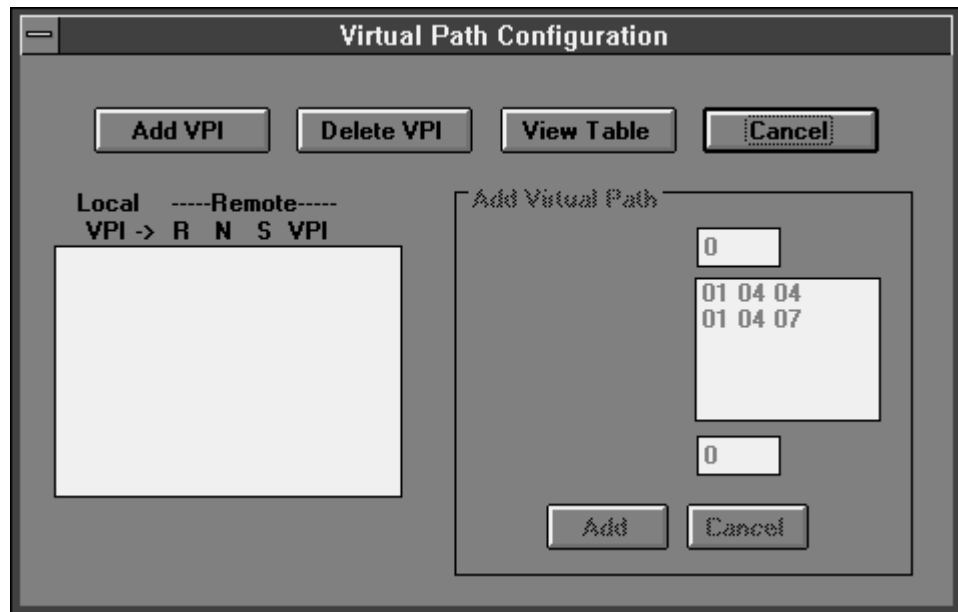 Virtual Path Configuration
Add VPI Delete VPI View Table Cancel
Local -----Remote-----
VPI -> R N S VPI
Add Virtual Path
0
01 04 04
01 04 07
0
Add Cancel